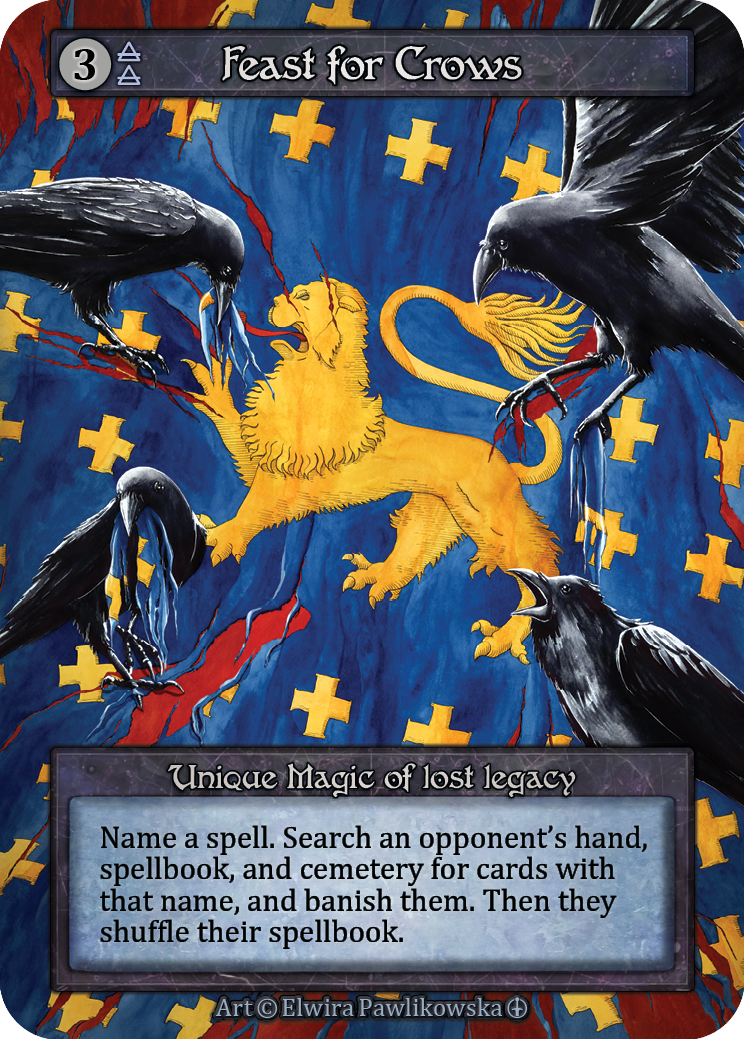 3 Feast for Crows
Unique Magic of lost legacy
Name a spell. Search an opponent's hand,
spellbook, and cemetery for cards with
that name, and banish them. Then they
shuffle their spellbook.
Art © Elwira Pawlikowska